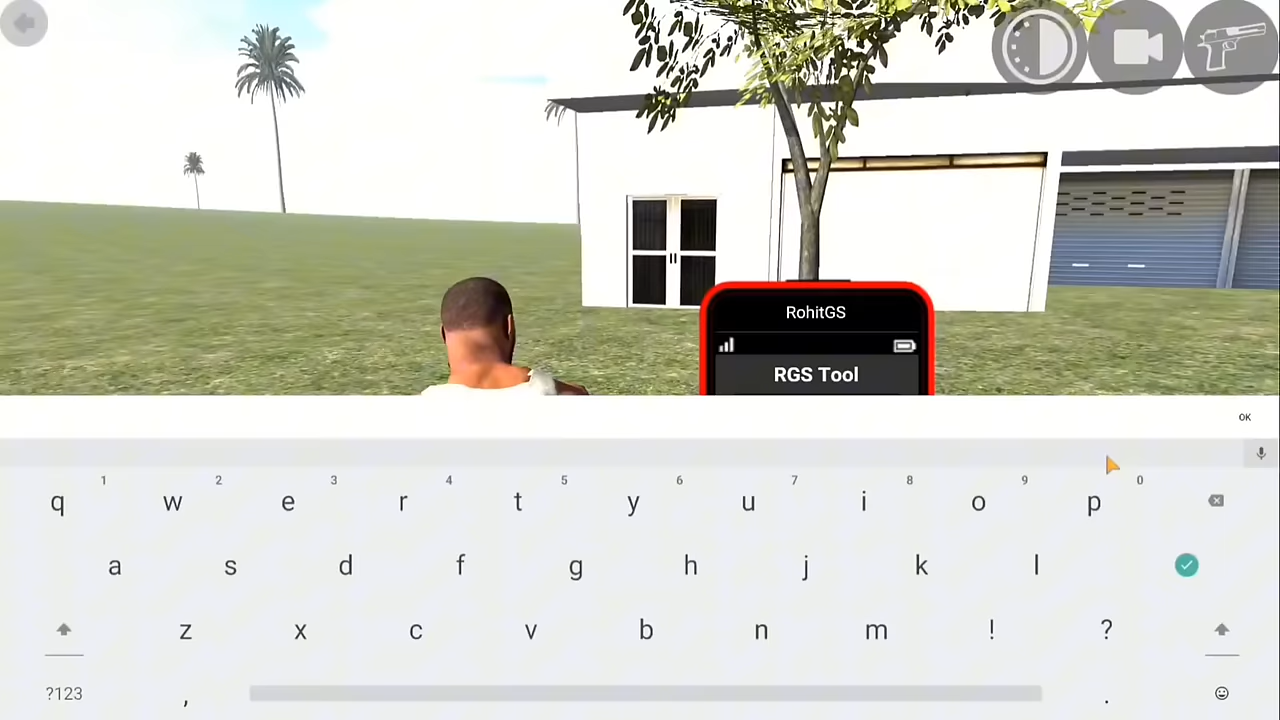 RohitGS
RGS Tool
OK
1 2 3 4 5 6 7 8 9 0
q w e r t y u i o p
a s d f g h j k l
z x c v b n m ! ?
?123 , .